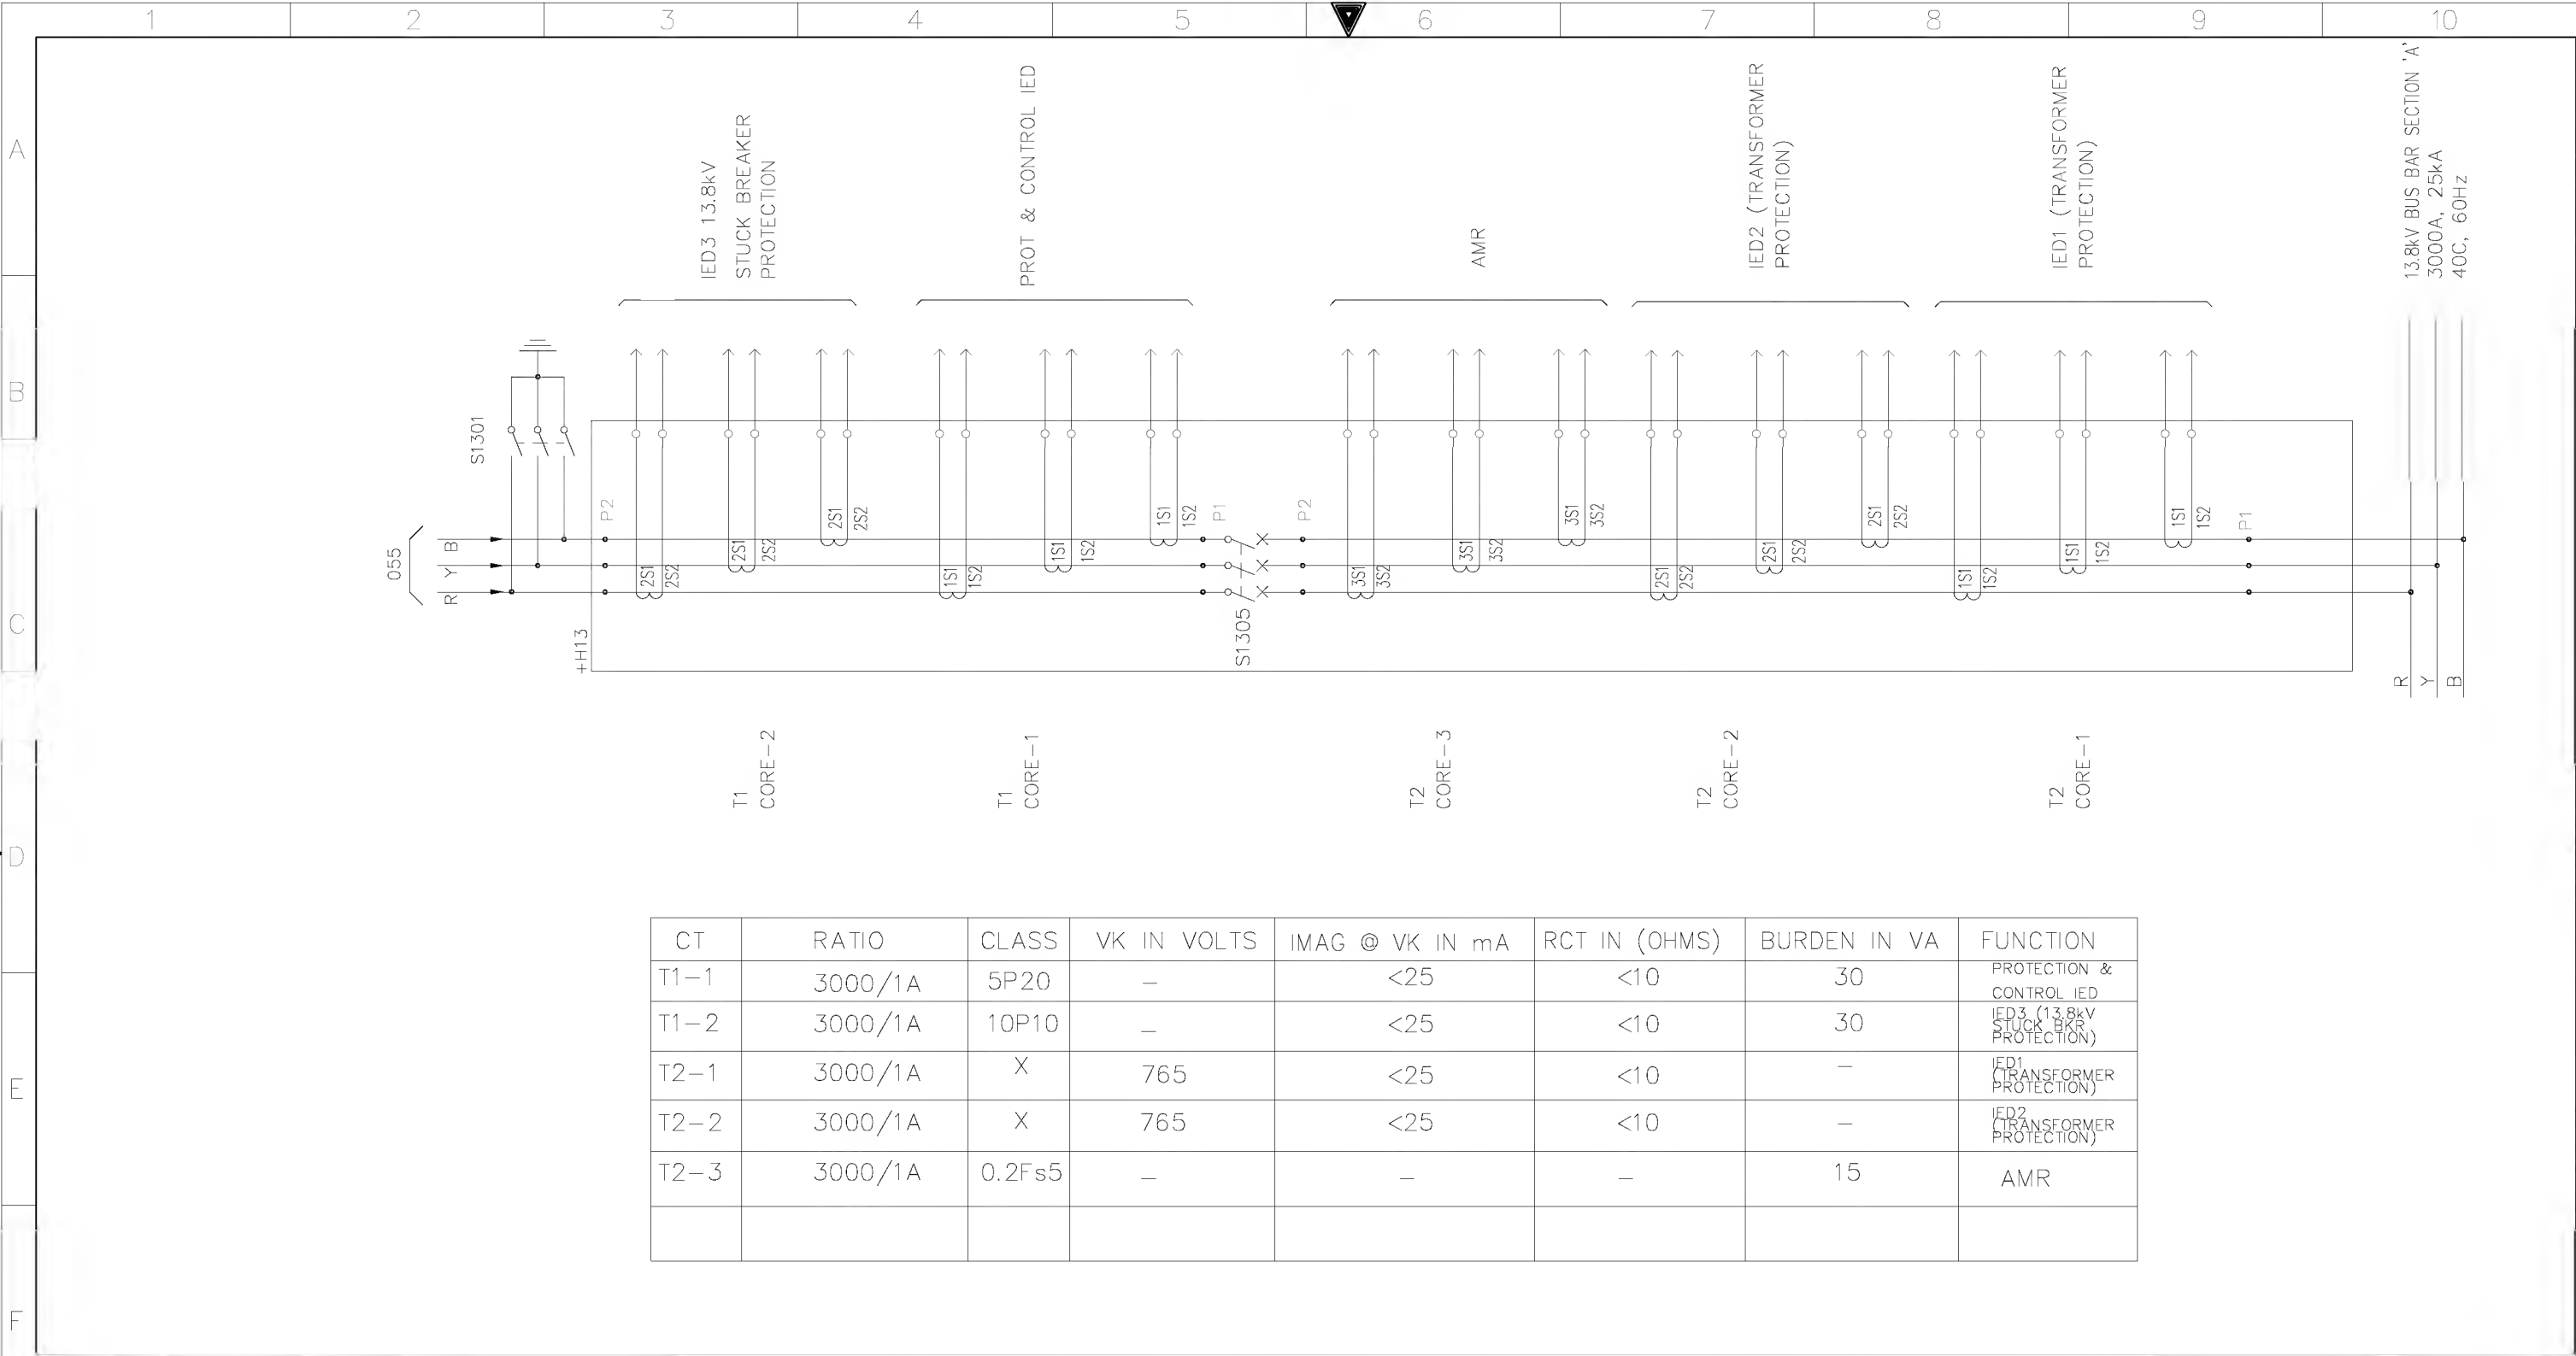 1 2 3 4 5 6 7 8 9 10
A
B
C
D
E
F
IED3 13.8kV
STUCK BREAKER
PROTECTION
PROT & CONTROL IED
AMR
IED2 (TRANSFORMER
PROTECTION)
IED1 (TRANSFORMER
PROTECTION)
13.8kV BUS BAR SECTION 'A'
3000A, 25kA
40C, 60Hz
S1301
055
R
Y
B
+H13
P2
2S1
2S2
2S1
2S2
2S1
2S2
1S1
1S2
1S1
1S2
1S1
1S2
P1
S1305
P2
3S1
3S2
3S1
3S2
3S1
3S2
2S1
2S2
2S1
2S2
2S1
2S2
1S1
1S2
1S1
1S2
1S1
1S2
P1
R
Y
B
T1
CORE-2
T1
CORE-1
T2
CORE-3
T2
CORE-2
T2
CORE-1
CT RATIO CLASS VK IN VOLTS IMAG @ VK IN mA RCT IN (OHMS) BURDEN IN VA FUNCTION
T1-1 3000/1A 5P20 - <25 <10 30 PROTECTION &
CONTROL IED
T1-2 3000/1A 10P10 - <25 <10 30 IED3 (13.8kV
STUCK BKR
PROTECTION)
T2-1 3000/1A X 765 <25 <10 - IED1
(TRANSFORMER
PROTECTION)
T2-2 3000/1A X 765 <25 <10 - IED2
(TRANSFORMER
PROTECTION)
T2-3 3000/1A 0.2Fs5 - - - 15 AMR